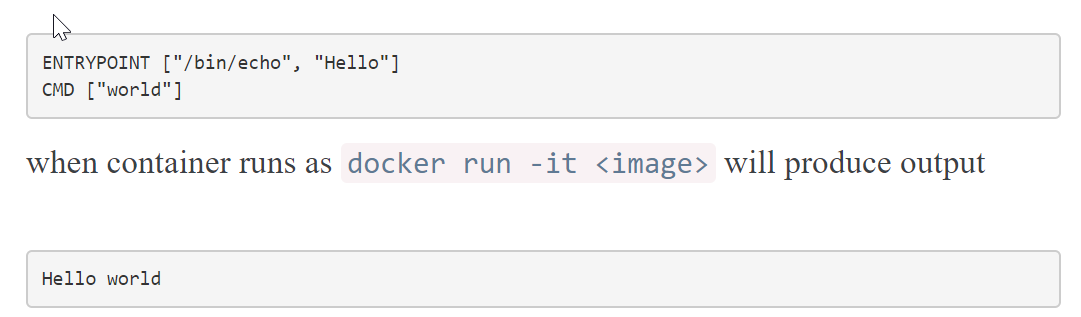 ENTRYPOINT ["/bin/echo", "Hello"]
CMD ["world"]
when container runs as docker run -it <image> will produce output
Hello world